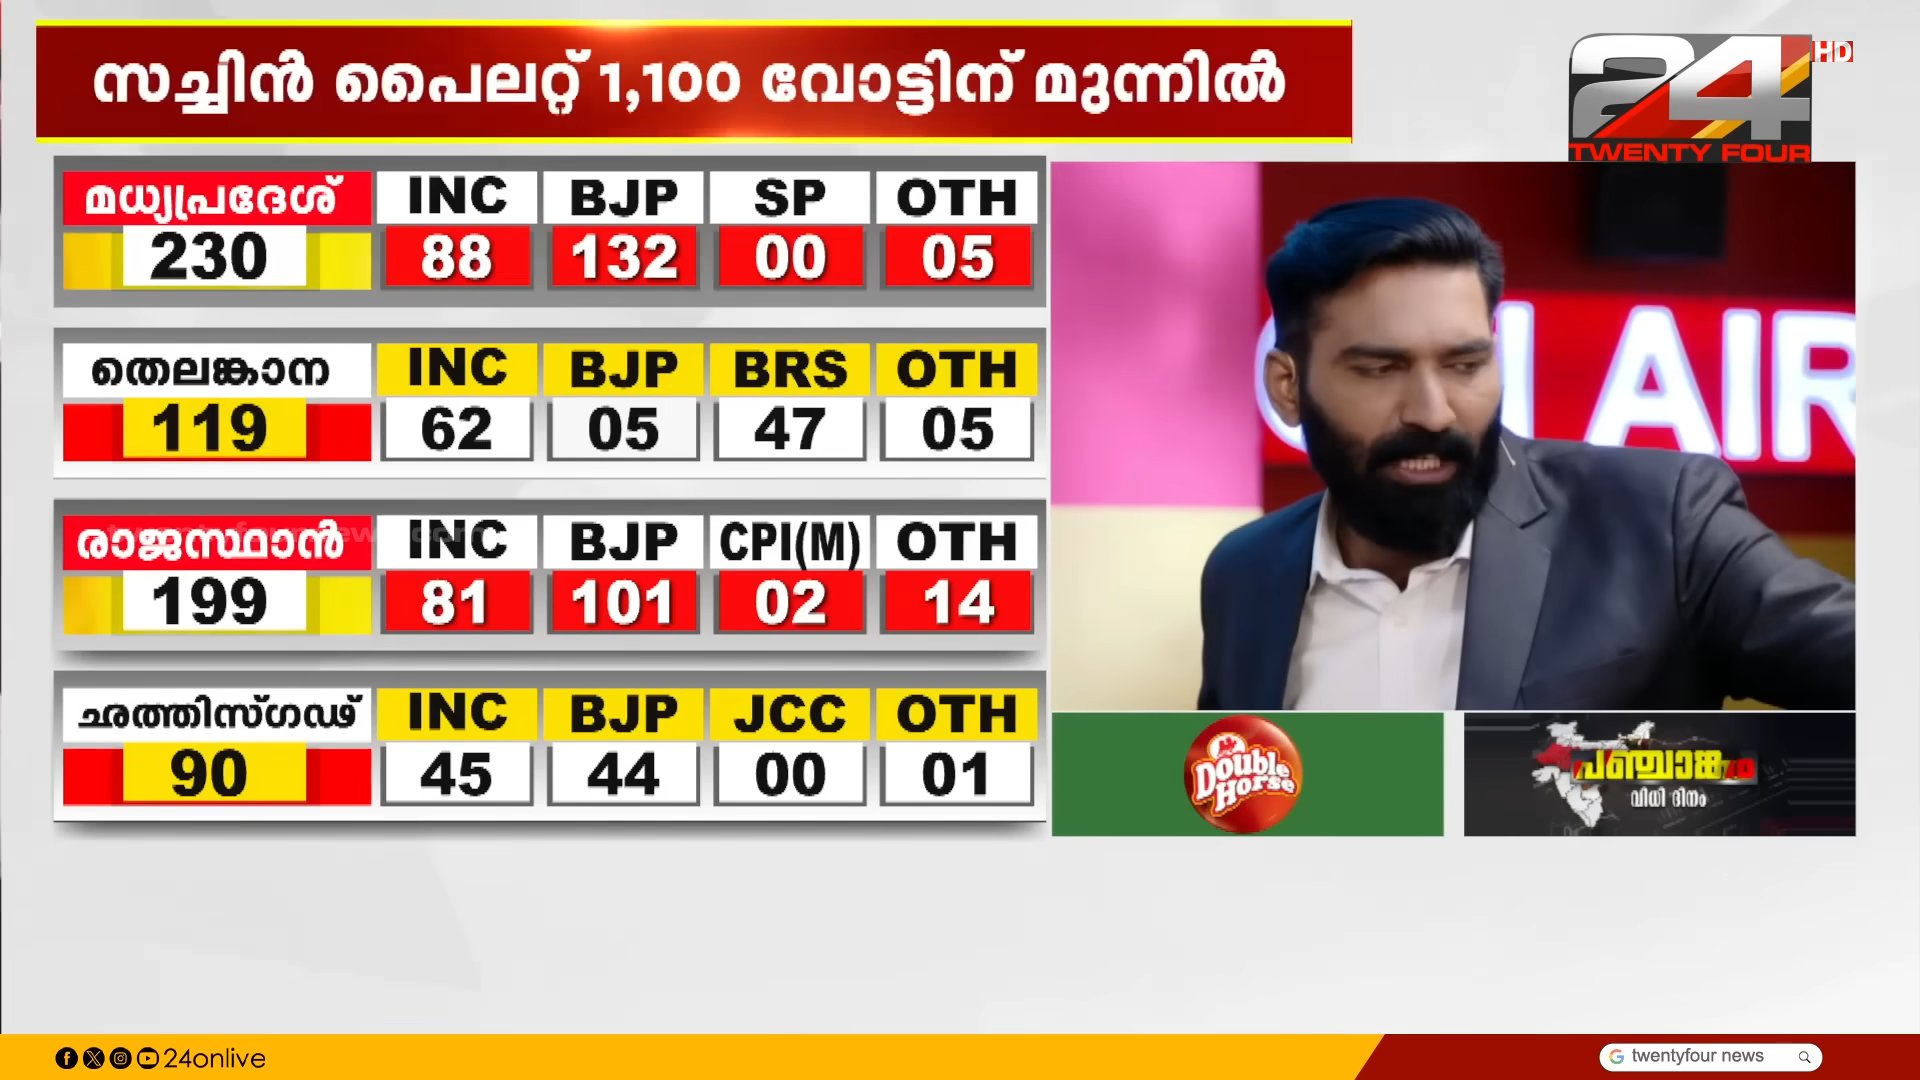 സച്ചിൻ പൈലറ്റ് 1,100 വോട്ടിന് മുന്നിൽ
24 HD
TWENTY FOUR
മധ്യപ്രദേശ് INC BJP SP OTH
230 88 132 00 05
തെലങ്കാന INC BJP BRS OTH
119 62 05 47 05
രാജസ്ഥാൻ INC BJP CPI(M) OTH
199 81 101 02 14
ഛത്തിസ്ഗഢ് INC BJP JCC OTH
90 45 44 00 01
AIR
Double
Horse
പഞ്ചാങ്കം
വിധി ദിനം
24onlive
twentyfour news